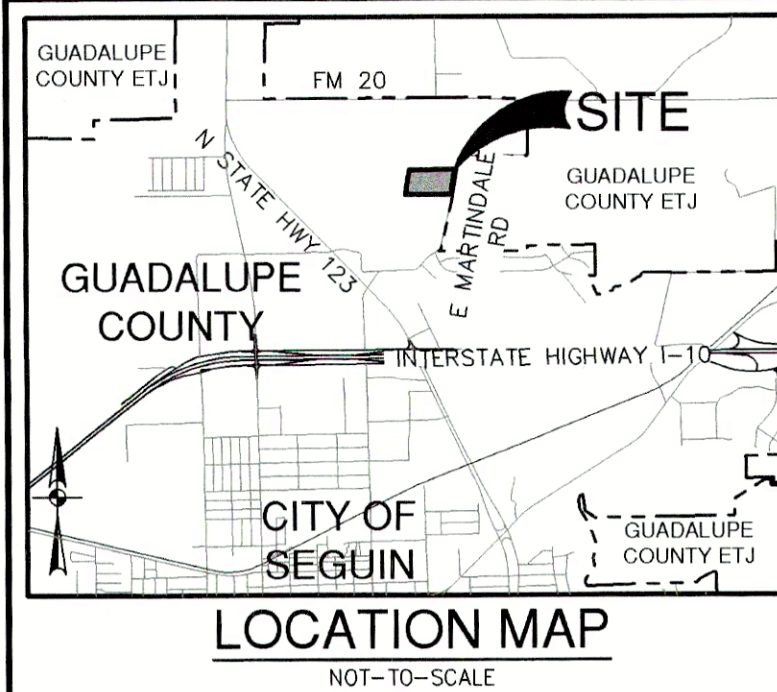 GUADALUPE
COUNTY ETJ
FM 20
SITE
N STATE HWY 123
E MARTINDALE
RD
GUADALUPE
COUNTY ETJ
GUADALUPE
COUNTY
INTERSTATE HIGHWAY I-10
CITY OF
SEGUIN
GUADALUPE
COUNTY ETJ
LOCATION MAP
NOT-TO-SCALE